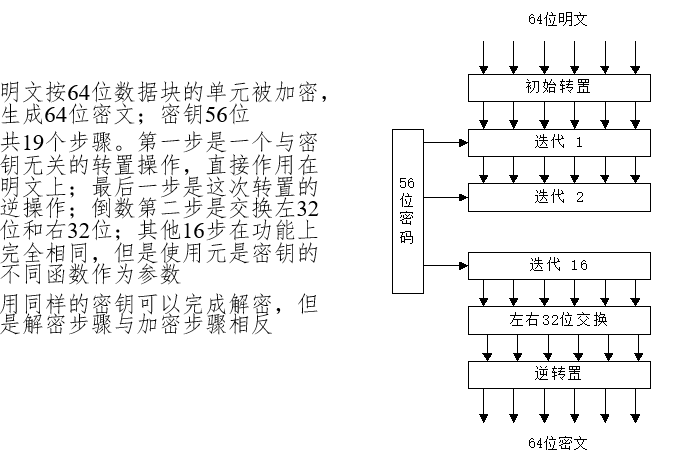 明文按64位数据块的单元被加密，
生成64位密文；密钥56位
共19个步骤。第一步是一个与密
钥无关的转置操作，直接作用在
明文上；最后一步是这次转置的
逆操作；倒数第二步是交换左32
位和右32位；其他16步在功能上
完全相同，但是使用元是密钥的
不同函数作为参数
用同样的密钥可以完成解密，但
是解密步骤与加密步骤相反
64位明文
初始转置
迭代 1
56
位
密
码
迭代 2
迭代 16
左右32位交换
逆转置
64位密文